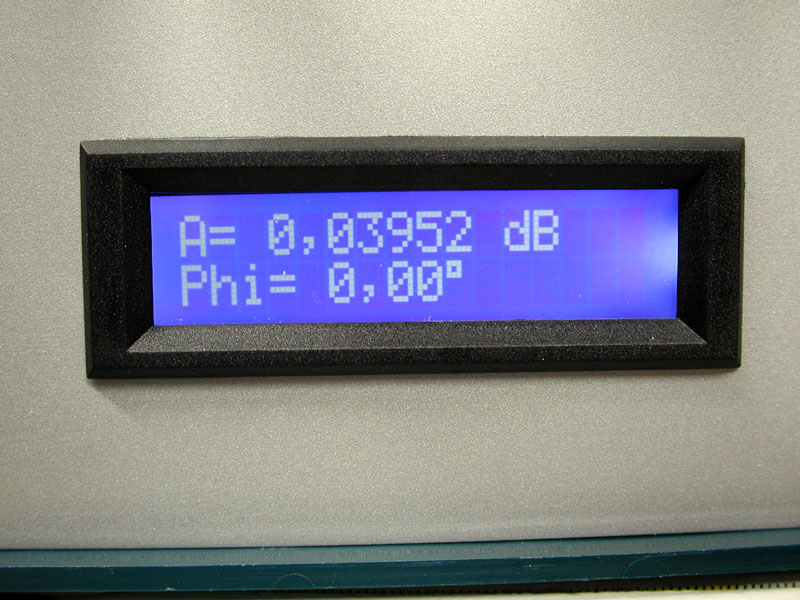 A= 0,03952 dB
Phi= 0,00°